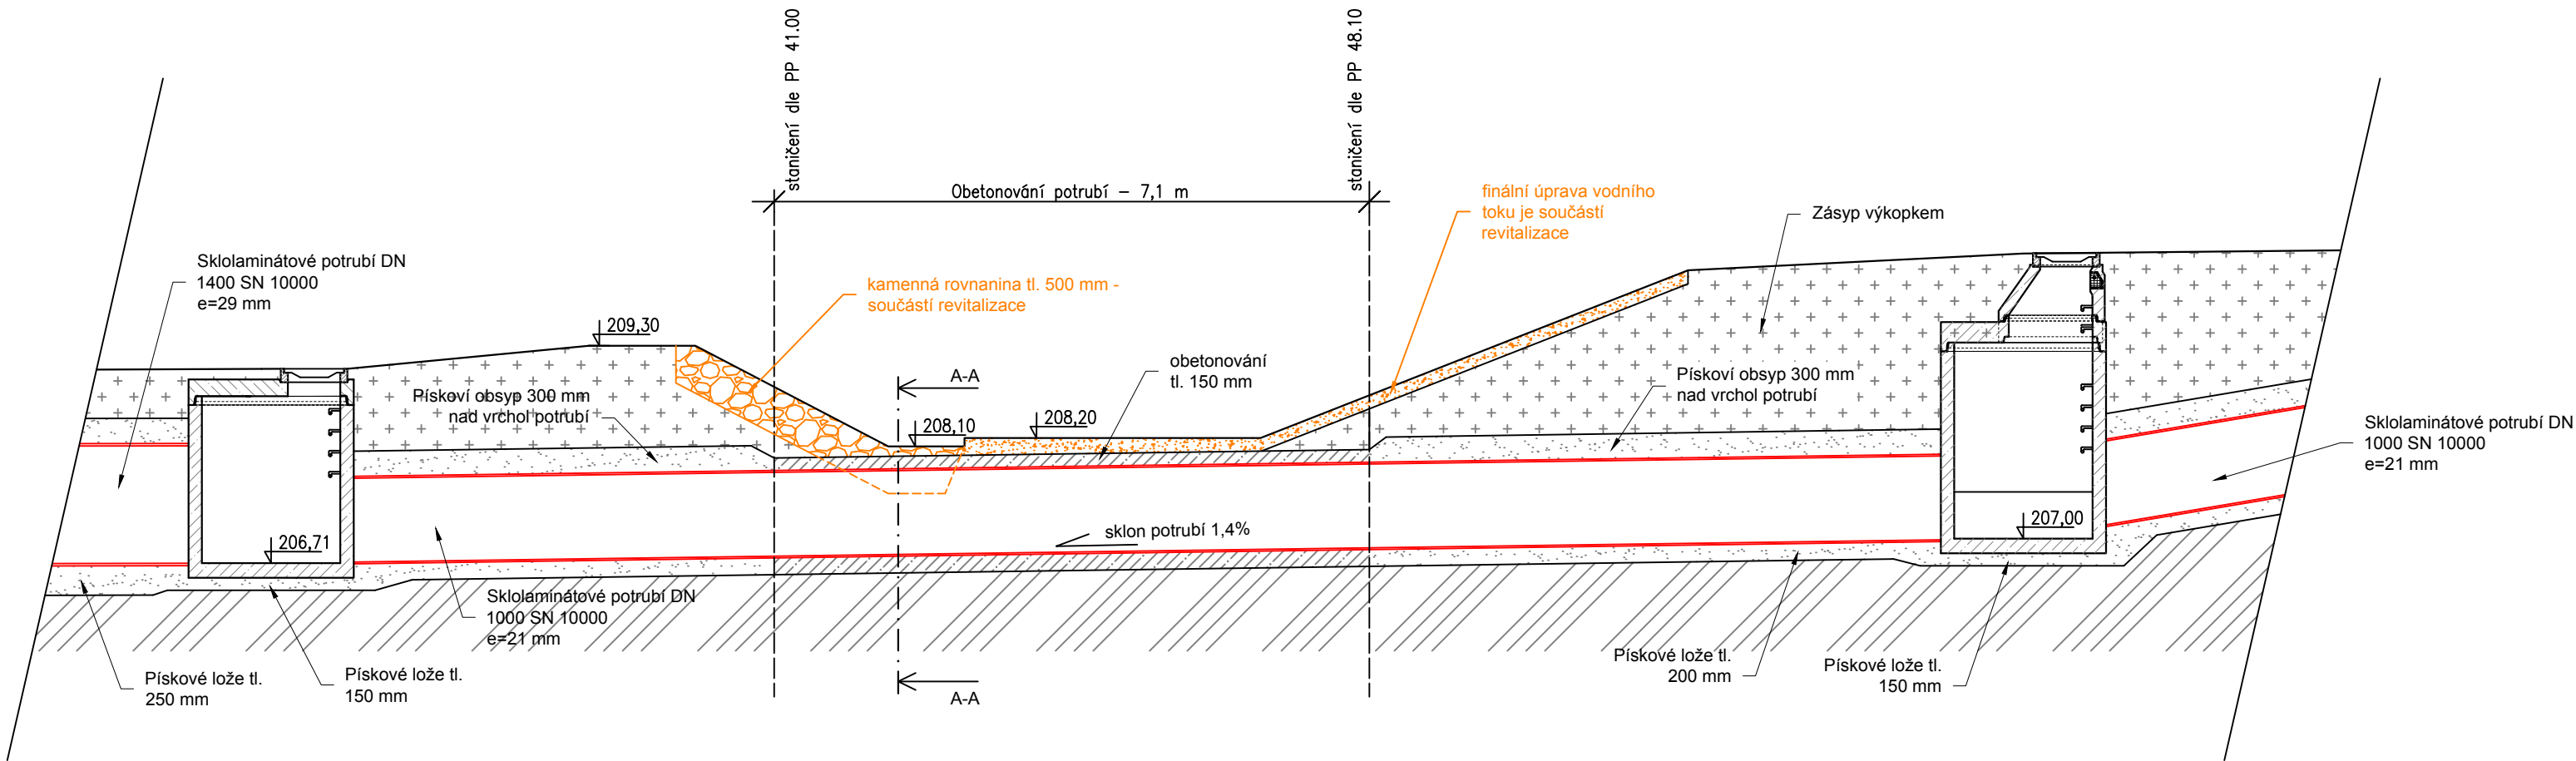 staničení dle PP 41.00
staničení dle PP 48.10
Obetonování potrubí – 7,1 m
finální úprava vodního
toku je součástí
revitalizace
Zásyp výkopkem
Sklolaminátové potrubí DN
1400 SN 10000
e=29 mm
kamenná rovnanina tl. 500 mm -
součástí revitalizace
209,30
A-A
obetonování
tl. 150 mm
Pískoví obsyp 300 mm
nad vrchol potrubí
Pískoví obsyp 300 mm
nad vrchol potrubí
208,10
208,20
Sklolaminátové potrubí DN
1000 SN 10000
e=21 mm
206,71
sklon potrubí 1,4%
207,00
Sklolaminátové potrubí DN
1000 SN 10000
e=21 mm
Pískové lože tl.
250 mm
Pískové lože tl.
150 mm
A-A
Pískové lože tl.
200 mm
Pískové lože tl.
150 mm